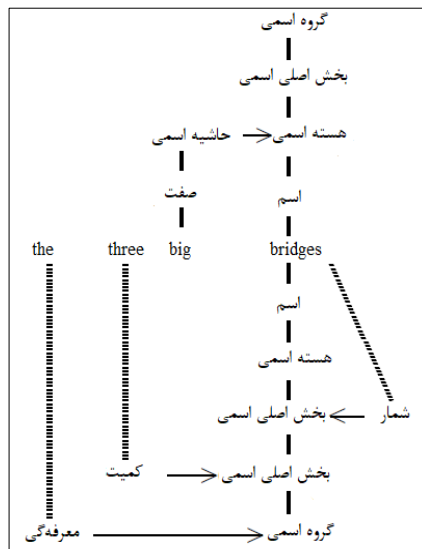 گروه اسمی
بخش اصلی اسمی
حاشیه اسمی هسته اسمی
صفت اسم
the three big bridges
اسم
هسته اسمی
بخش اصلی اسمی شمار
کمیت بخش اصلی اسمی
معرفه‌گی گروه اسمی